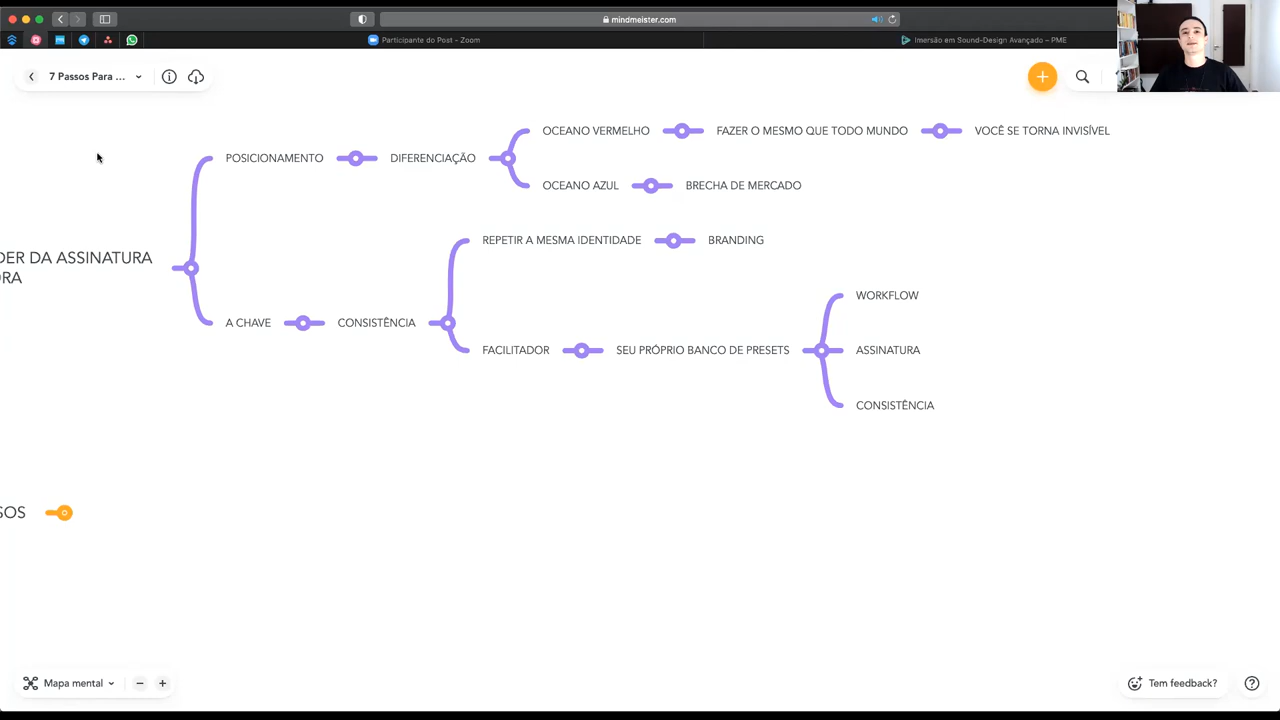 mindmeister.com
Participante do Post - Zoom
Imersão em Sound-Design Avançado – PME
7 Passos Para ...
OCEANO VERMELHO
FAZER O MESMO QUE TODO MUNDO
VOCÊ SE TORNA INVISÍVEL
POSICIONAMENTO
DIFERENCIAÇÃO
OCEANO AZUL
BRECHA DE MERCADO
REPETIR A MESMA IDENTIDADE
BRANDING
DER DA ASSINATURA
ORA
WORKFLOW
A CHAVE
CONSISTÊNCIA
FACILITADOR
SEU PRÓPRIO BANCO DE PRESETS
ASSINATURA
CONSISTÊNCIA
SOS
Mapa mental
Tem feedback?